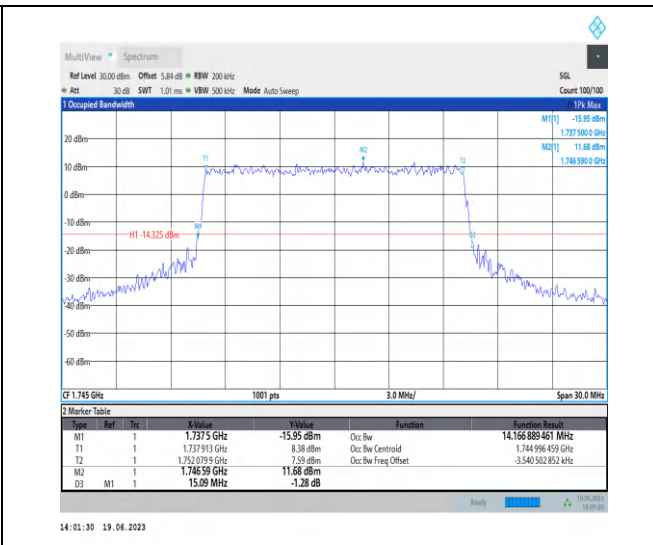 MultiView Spectrum
Ref Level 30.00 dBm Offset 5.84 dB RBW 200 kHz SGL
Att 30 dB SWT 1.01 ms VBW 500 kHz Mode Auto Sweep Count 100/100
1 Occupied Bandwidth 1Pk Max
M1[1] -15.95 dBm
1.737 500 0 GHz
M2[1] 11.68 dBm
1.746 590 0 GHz
20 dBm
M2
T1 T2
10 dBm
0 dBm
-10 dBm
M1
H1 -14.325 dBm
D3
-20 dBm
-30 dBm
-40 dBm
-50 dBm
-60 dBm
CF 1.745 GHz 1001 pts 3.0 MHz/ Span 30.0 MHz
2 Marker Table
Type Ref Trc X-Value Y-Value Function Function Result
M1 1 1.737 5 GHz -15.95 dBm Occ Bw 14.166 889 461 MHz
T1 1 1.737 913 GHz 8.38 dBm Occ Bw Centroid 1.744 996 459 GHz
T2 1 1.752 079 9 GHz 7.59 dBm Occ Bw Freq Offset -3.540 502 852 kHz
M2 1 1.746 59 GHz 11.68 dBm
D3 M1 1 15.09 MHz -1.28 dB
Ready 19.06.2023
14:01:30
14:01:30 19.06.2023